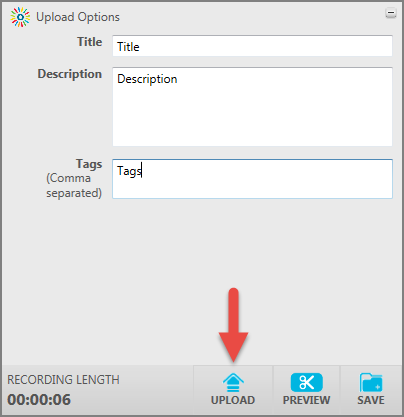 Upload Options
Title Title
Description Description
Tags Tags
(Comma
separated)
RECORDING LENGTH
00:00:06
UPLOAD PREVIEW SAVE